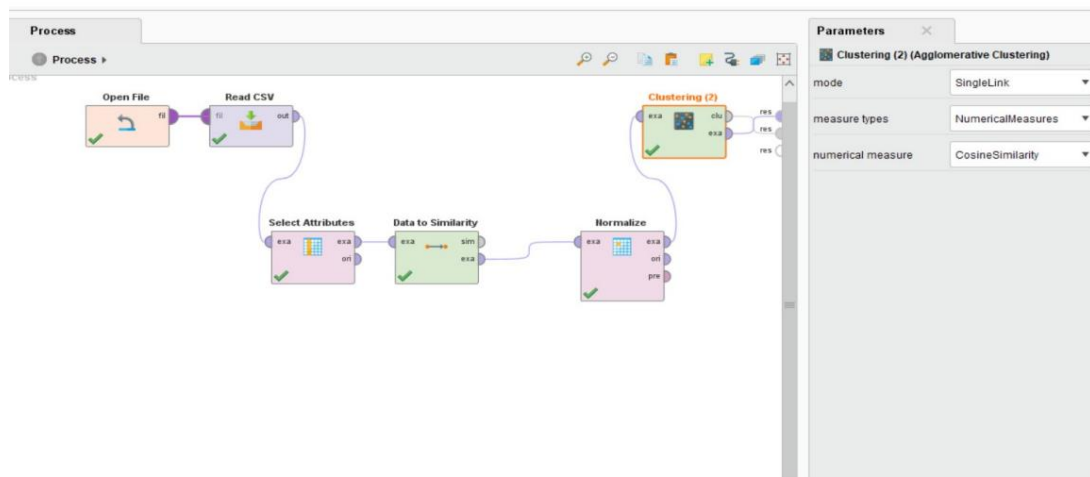 Process
Process
ocess
Open File
fil
Read CSV
fil
out
Select Attributes
exa
exa
ori
Data to Similarity
exa
sim
exa
Normalize
exa
exa
ori
pre
Clustering (2)
exa
clu
exa
res
res
res
Parameters
Clustering (2) (Agglomerative Clustering)
mode
SingleLink
measure types
NumericalMeasures
numerical measure
CosineSimilarity